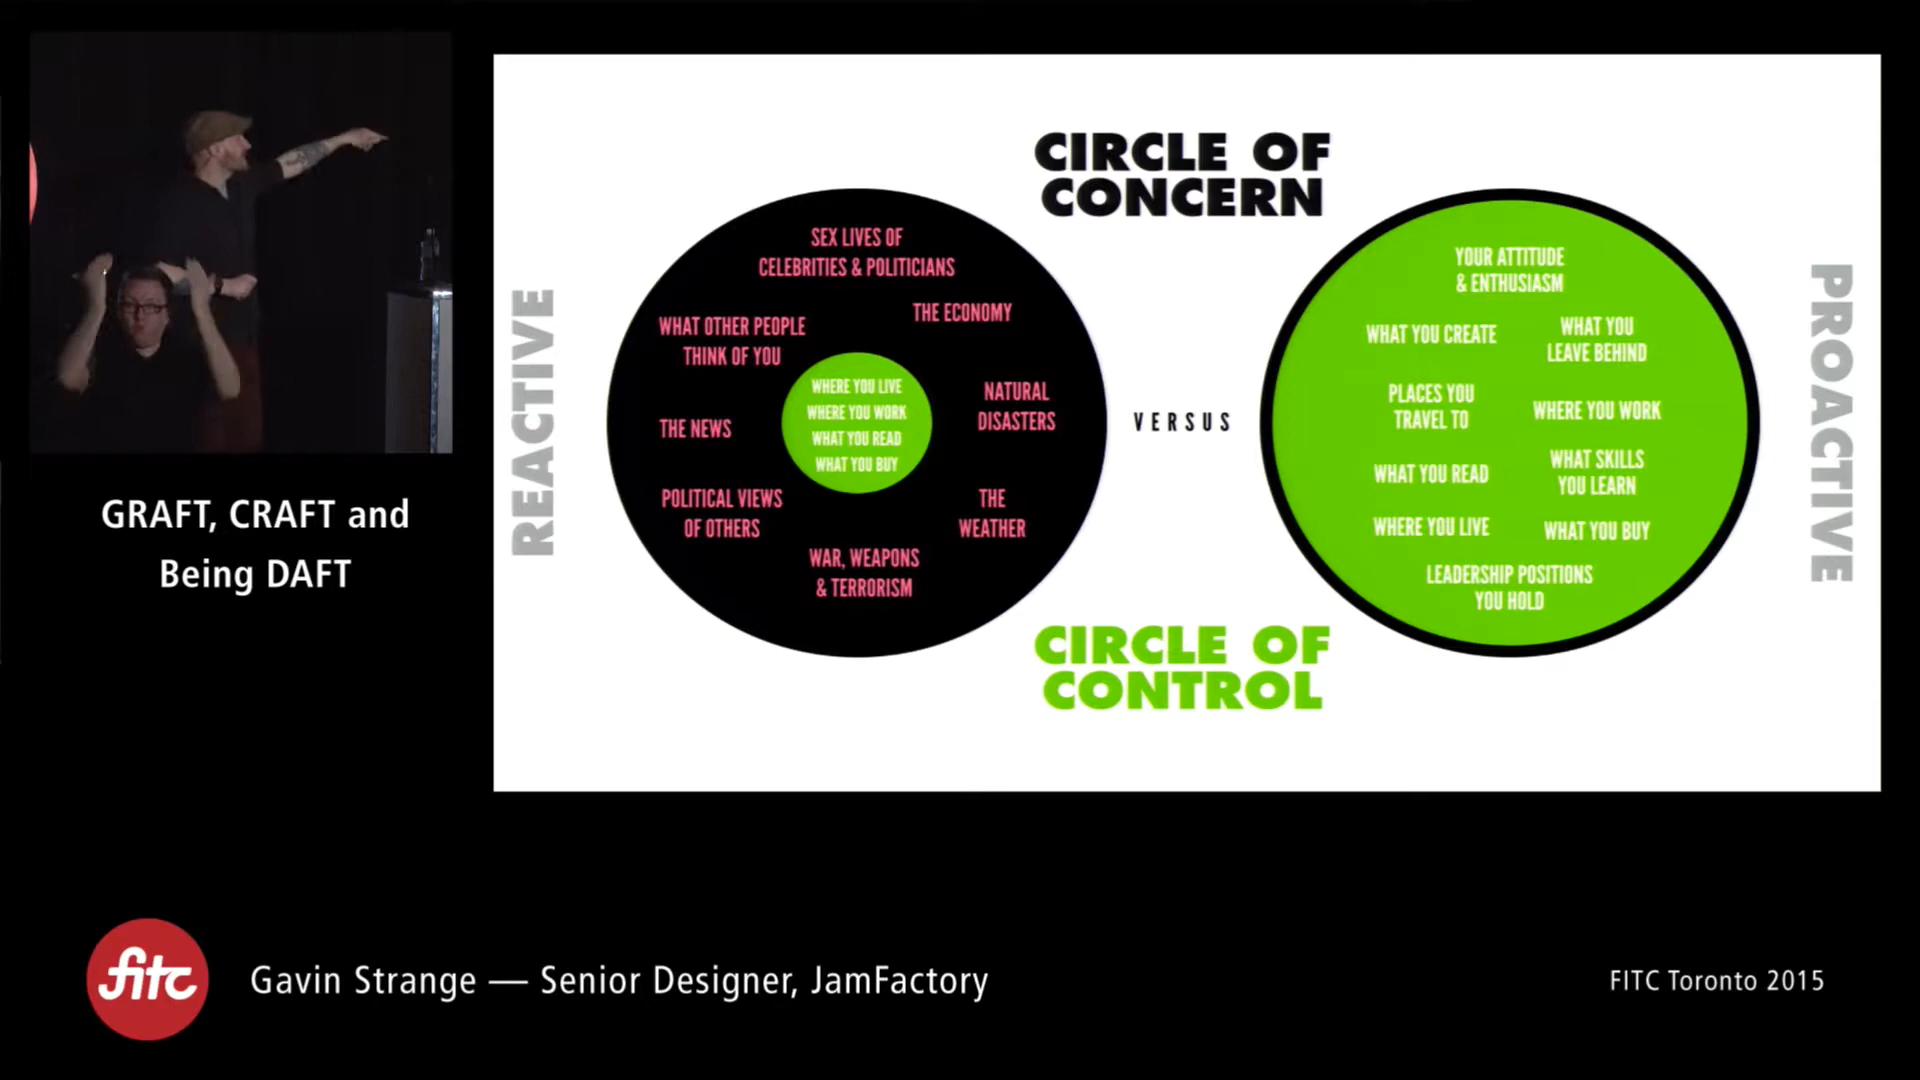 GRAFT, CRAFT and
Being DAFT
REACTIVE
CIRCLE OF
CONCERN
SEX LIVES OF
CELEBRITIES & POLITICIANS
THE ECONOMY
WHAT OTHER PEOPLE
THINK OF YOU
NATURAL
DISASTERS
THE NEWS
POLITICAL VIEWS
OF OTHERS
THE
WEATHER
WAR, WEAPONS
& TERRORISM
WHERE YOU LIVE
WHERE YOU WORK
WHAT YOU READ
WHAT YOU BUY
VERSUS
YOUR ATTITUDE
& ENTHUSIASM
WHAT YOU CREATE
WHAT YOU
LEAVE BEHIND
PLACES YOU
TRAVEL TO
WHERE YOU WORK
WHAT YOU READ
WHAT SKILLS
YOU LEARN
WHERE YOU LIVE
WHAT YOU BUY
LEADERSHIP POSITIONS
YOU HOLD
PROACTIVE
CIRCLE OF
CONTROL
fitc
Gavin Strange — Senior Designer, JamFactory
FITC Toronto 2015